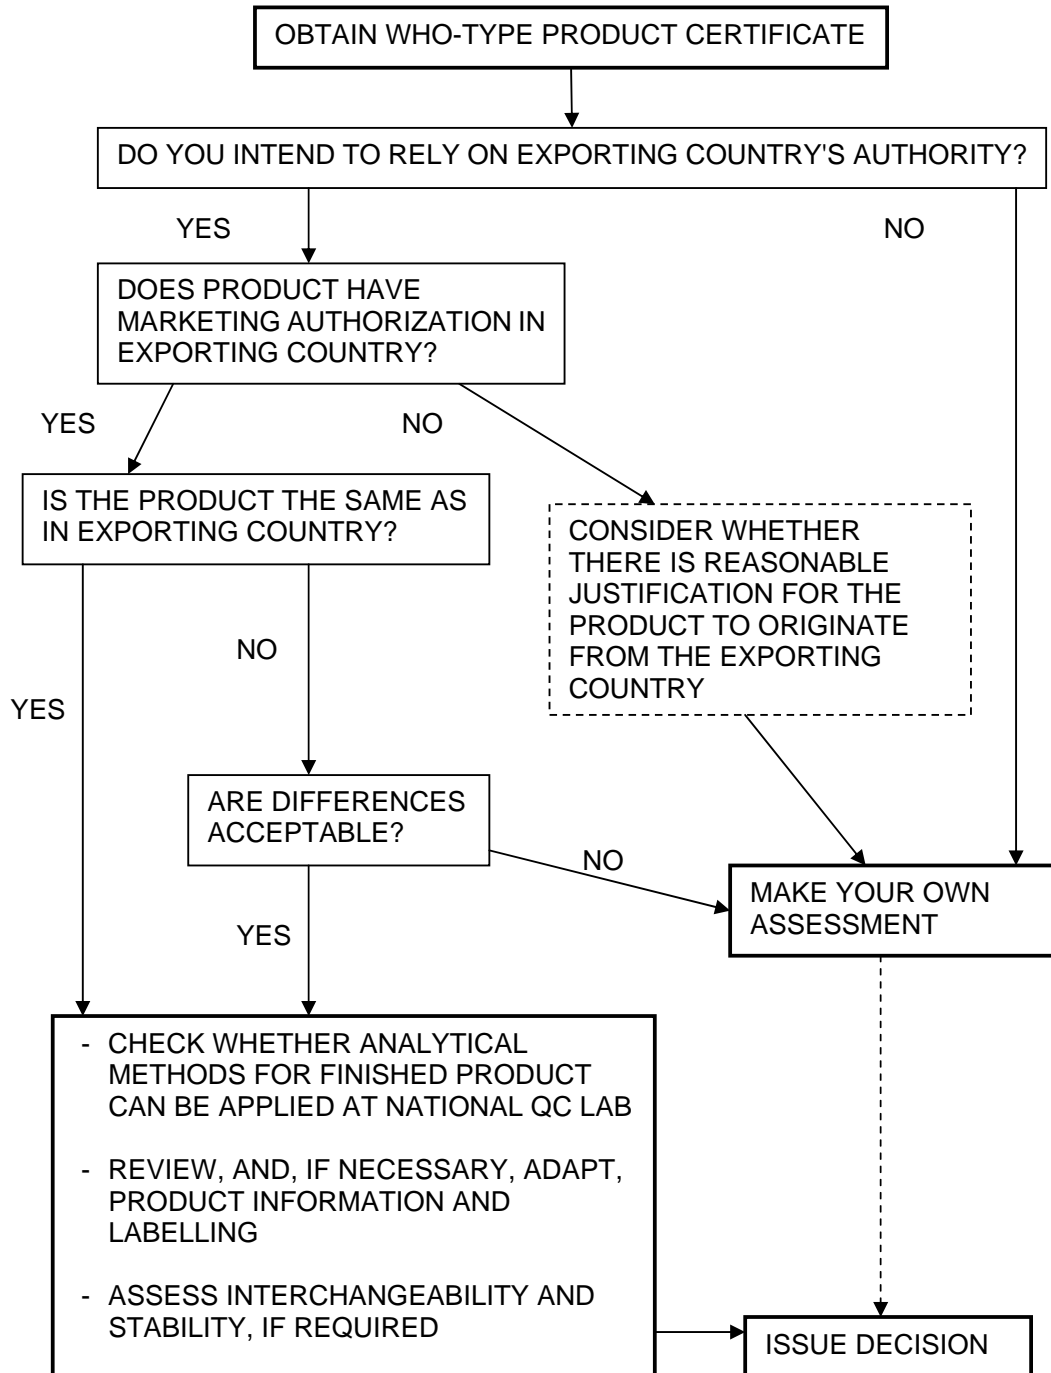 OBTAIN WHO-TYPE PRODUCT CERTIFICATE
DO YOU INTEND TO RELY ON EXPORTING COUNTRY'S AUTHORITY?
YES
NO
DOES PRODUCT HAVE
MARKETING AUTHORIZATION IN
EXPORTING COUNTRY?
YES
NO
IS THE PRODUCT THE SAME AS
IN EXPORTING COUNTRY?
CONSIDER WHETHER
THERE IS REASONABLE
JUSTIFICATION FOR THE
PRODUCT TO ORIGINATE
FROM THE EXPORTING
COUNTRY
NO
YES
ARE DIFFERENCES
ACCEPTABLE?
NO
MAKE YOUR OWN
ASSESSMENT
YES
- CHECK WHETHER ANALYTICAL
METHODS FOR FINISHED PRODUCT
CAN BE APPLIED AT NATIONAL QC LAB
- REVIEW, AND, IF NECESSARY, ADAPT,
PRODUCT INFORMATION AND
LABELLING
- ASSESS INTERCHANGEABILITY AND
STABILITY, IF REQUIRED
ISSUE DECISION